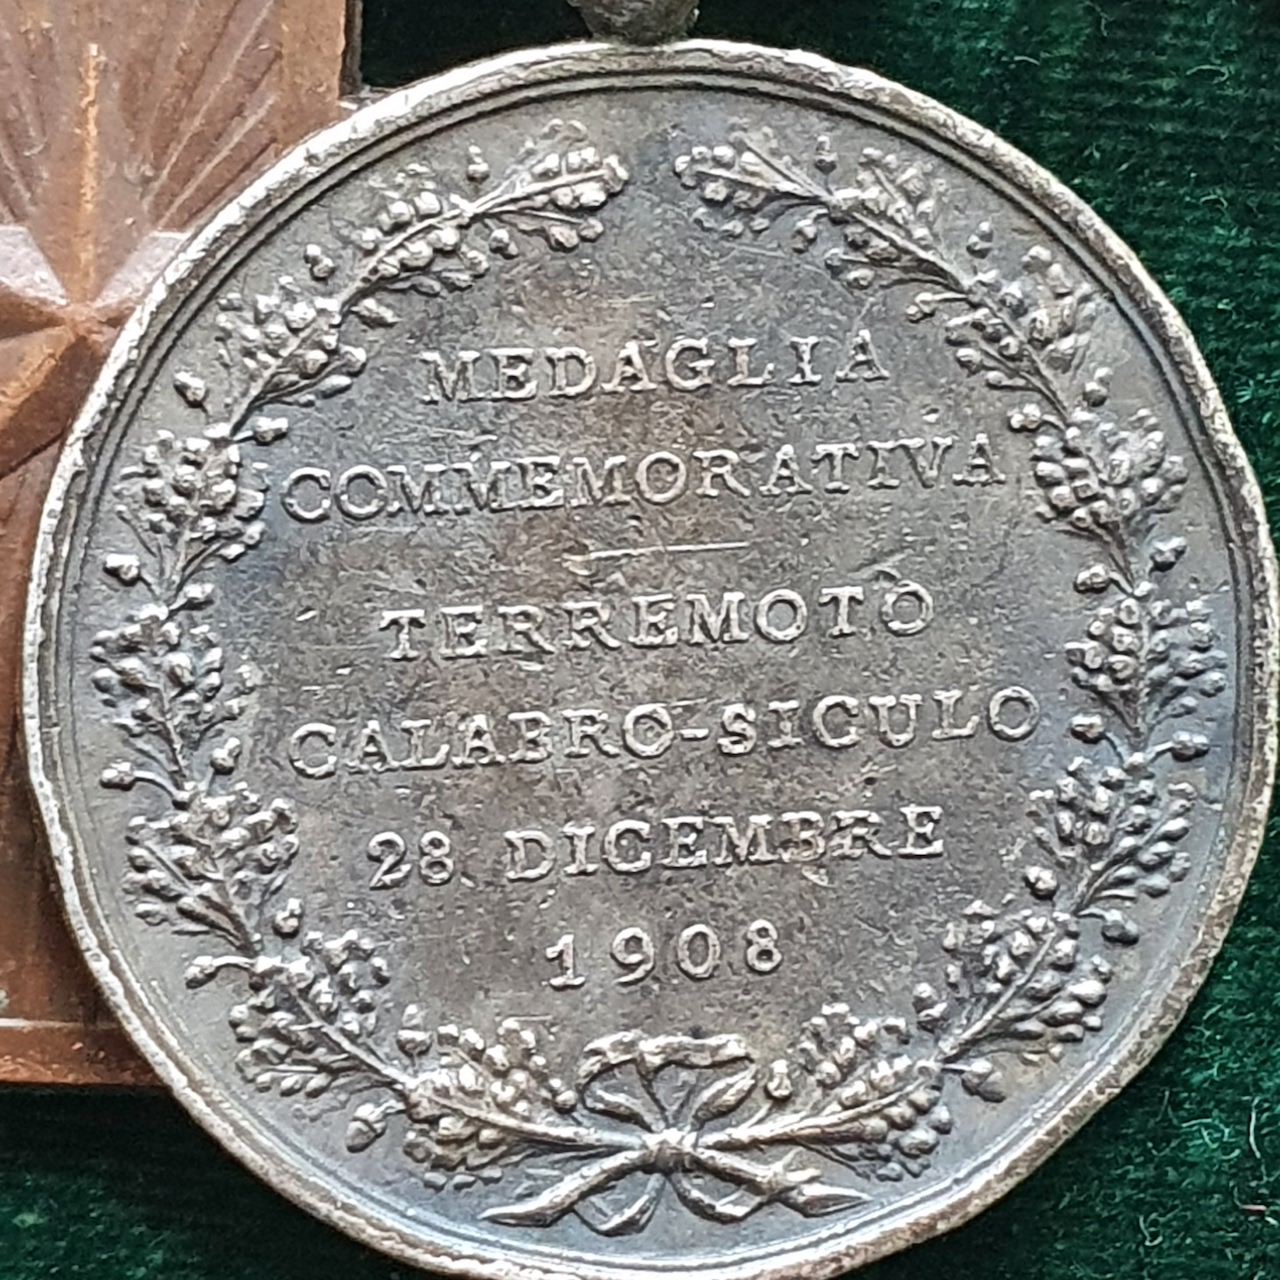 MEDAGLIA
COMMEMORATIVA
TERREMOTO
CALABRO-SICULO
28 DICEMBRE
1908